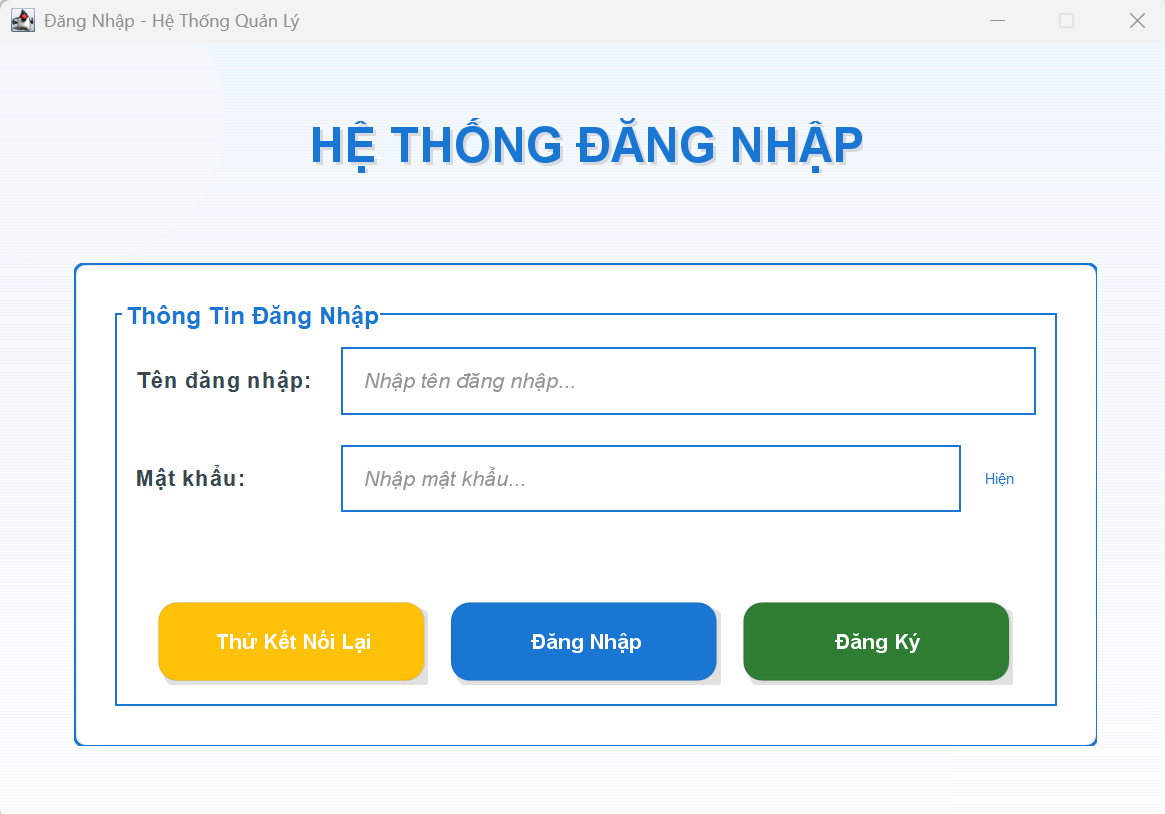 Đăng Nhập - Hệ Thống Quản Lý
HỆ THỐNG ĐĂNG NHẬP
Thông Tin Đăng Nhập
Tên đăng nhập: Nhập tên đăng nhập...
Mật khẩu: Nhập mật khẩu... Hiện
Thử Kết Nối Lại Đăng Nhập Đăng Ký